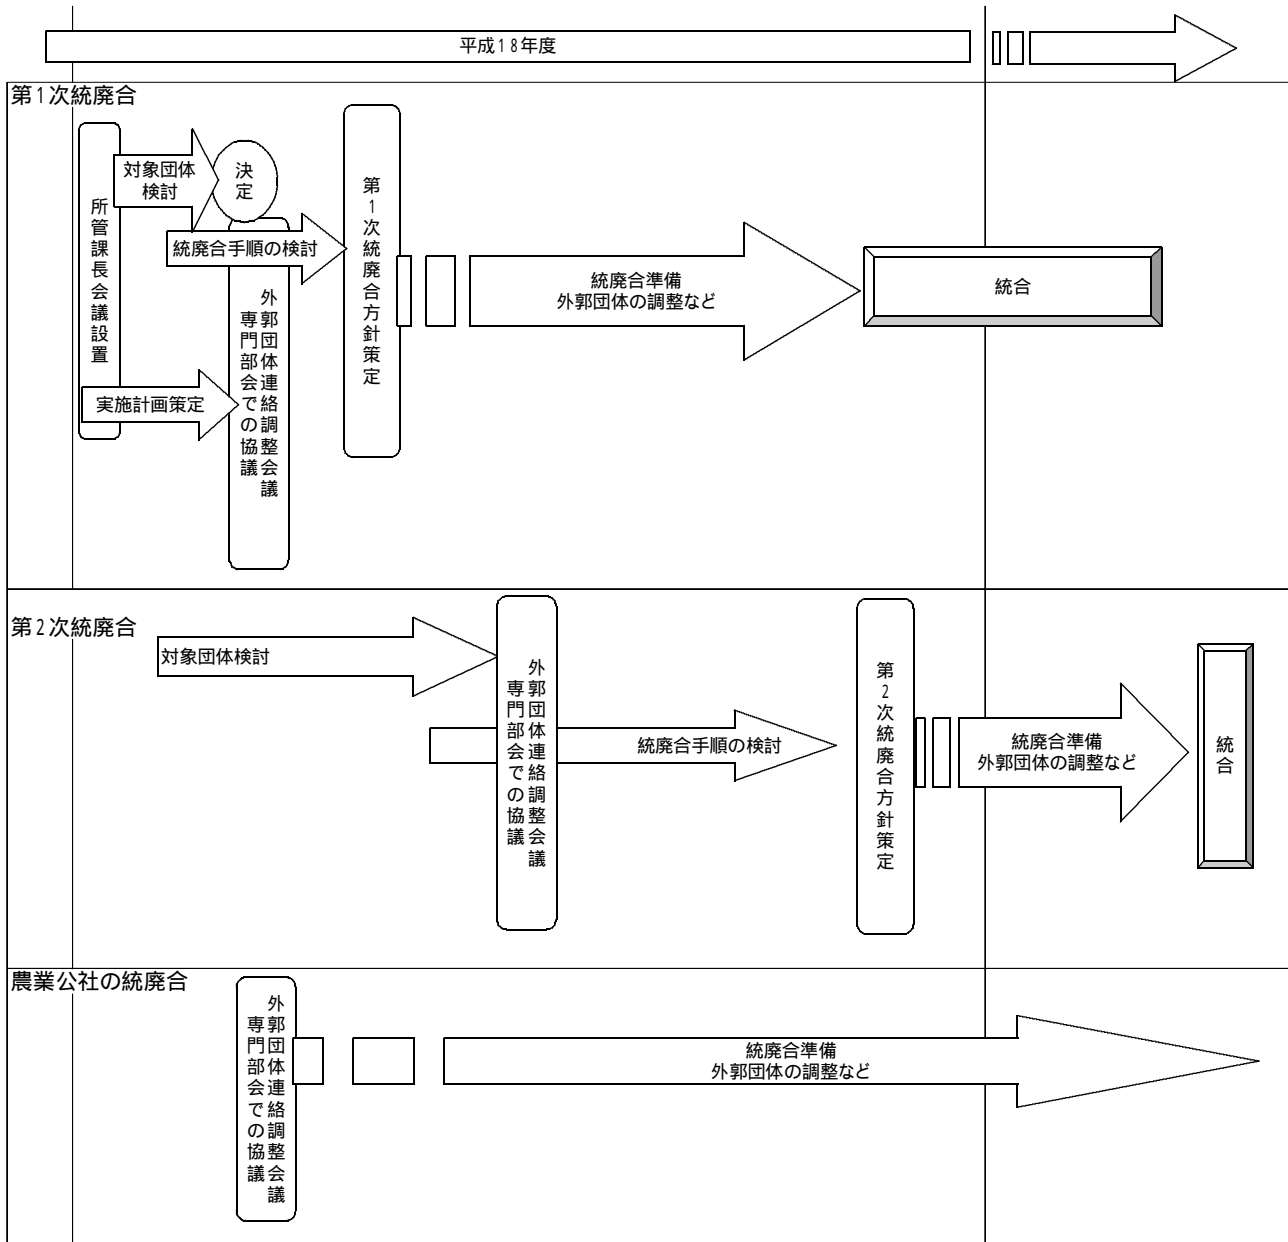 平成18年度
第1次統廃合
所管課長会議設置
対象団体
検討
決定
統廃合手順の検討
実施計画策定
外郭団体連絡調整会議
専門部会での協議
第1次統廃合方針策定
統廃合準備
外郭団体の調整など
統合
第2次統廃合
対象団体検討
外郭団体連絡調整会議
専門部会での協議
統廃合手順の検討
第2次統廃合方針策定
統廃合準備
外郭団体の調整など
統合
農業公社の統廃合
外郭団体連絡調整会議
専門部会での協議
統廃合準備
外郭団体の調整など